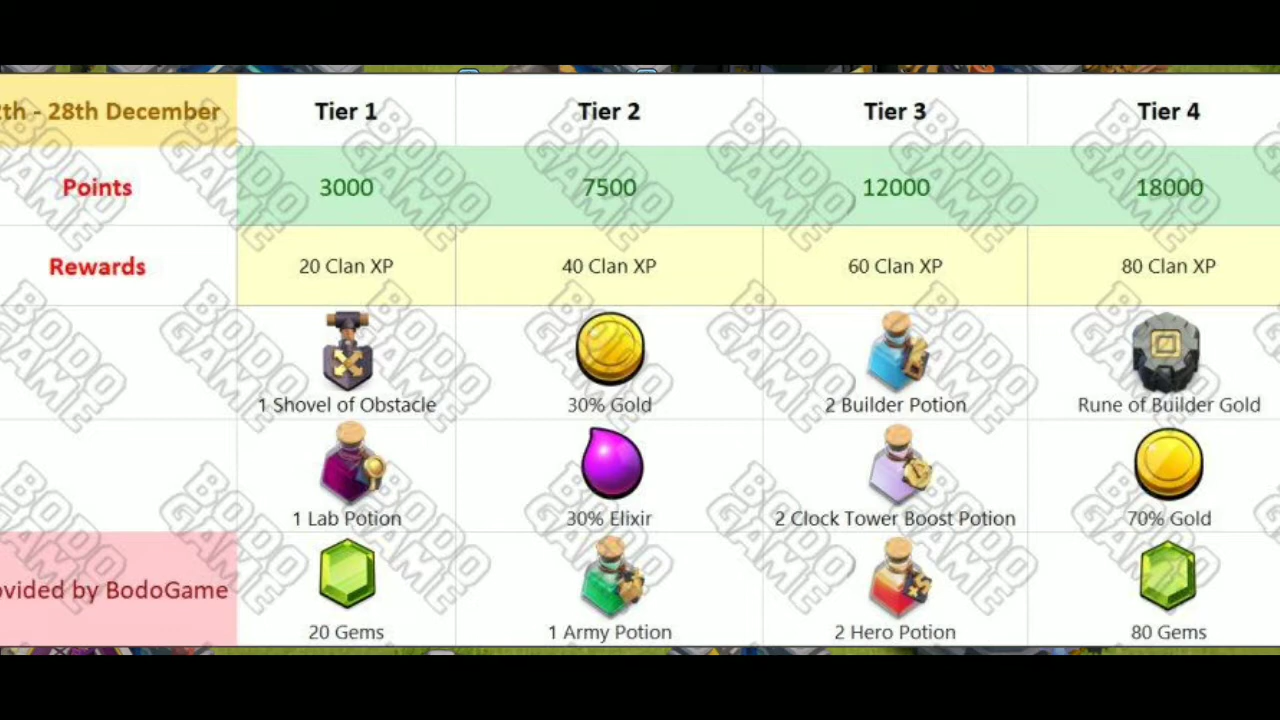 th - 28th December Tier 1 Tier 2 Tier 3 Tier 4
Points 3000 7500 12000 18000
Rewards 20 Clan XP 40 Clan XP 60 Clan XP 80 Clan XP
1 Shovel of Obstacle 30% Gold 2 Builder Potion Rune of Builder Gold
1 Lab Potion 30% Elixir 2 Clock Tower Boost Potion 70% Gold
ovided by BodoGame
20 Gems 1 Army Potion 2 Hero Potion 80 Gems
BODO
GAME